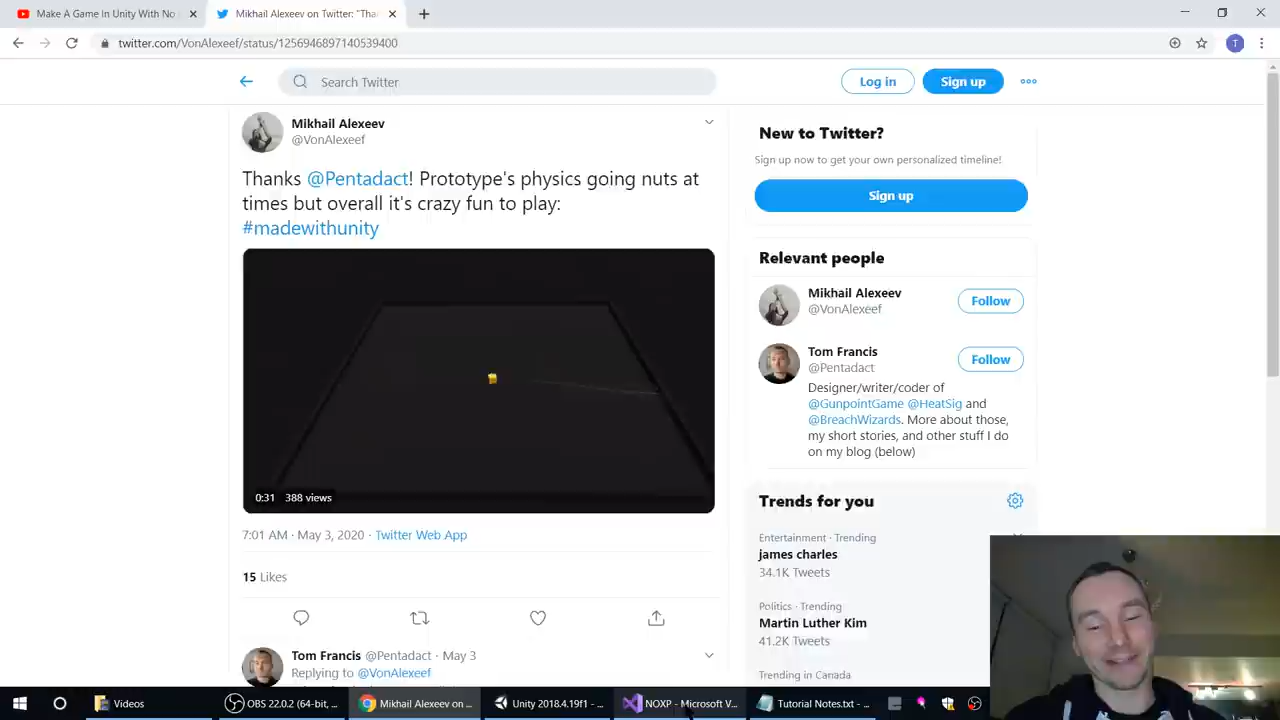 Make A Game In Unity With No
Mikhail Alexeev on Twitter: "Tha
twitter.com/VonAlexeef/status/1256946897140539400
T
Search Twitter
Log in
Sign up
Mikhail Alexeev
@VonAlexeef
Thanks @Pentadact! Prototype's physics going nuts at
times but overall it's crazy fun to play:
#madewithunity
0:31 388 views
7:01 AM · May 3, 2020 · Twitter Web App
15 Likes
Tom Francis @Pentadact · May 3
Replying to @VonAlexeef
New to Twitter?
Sign up now to get your own personalized timeline!
Sign up
Relevant people
Mikhail Alexeev
@VonAlexeef
Follow
Tom Francis
@Pentadact
Follow
Designer/writer/coder of
@GunpointGame @HeatSig and
@BreachWizards. More about those,
my short stories, and other stuff I do
on my blog (below)
Trends for you
Entertainment · Trending
james charles
34.1K Tweets
Politics · Trending
Martin Luther Kim
41.2K Tweets
Trending in Canada
Videos
OBS 22.0.2 (64-bit, ...
Mikhail Alexeev on ...
Unity 2018.4.19f1 - ...
NOXP - Microsoft V...
Tutorial Notes.txt - ...